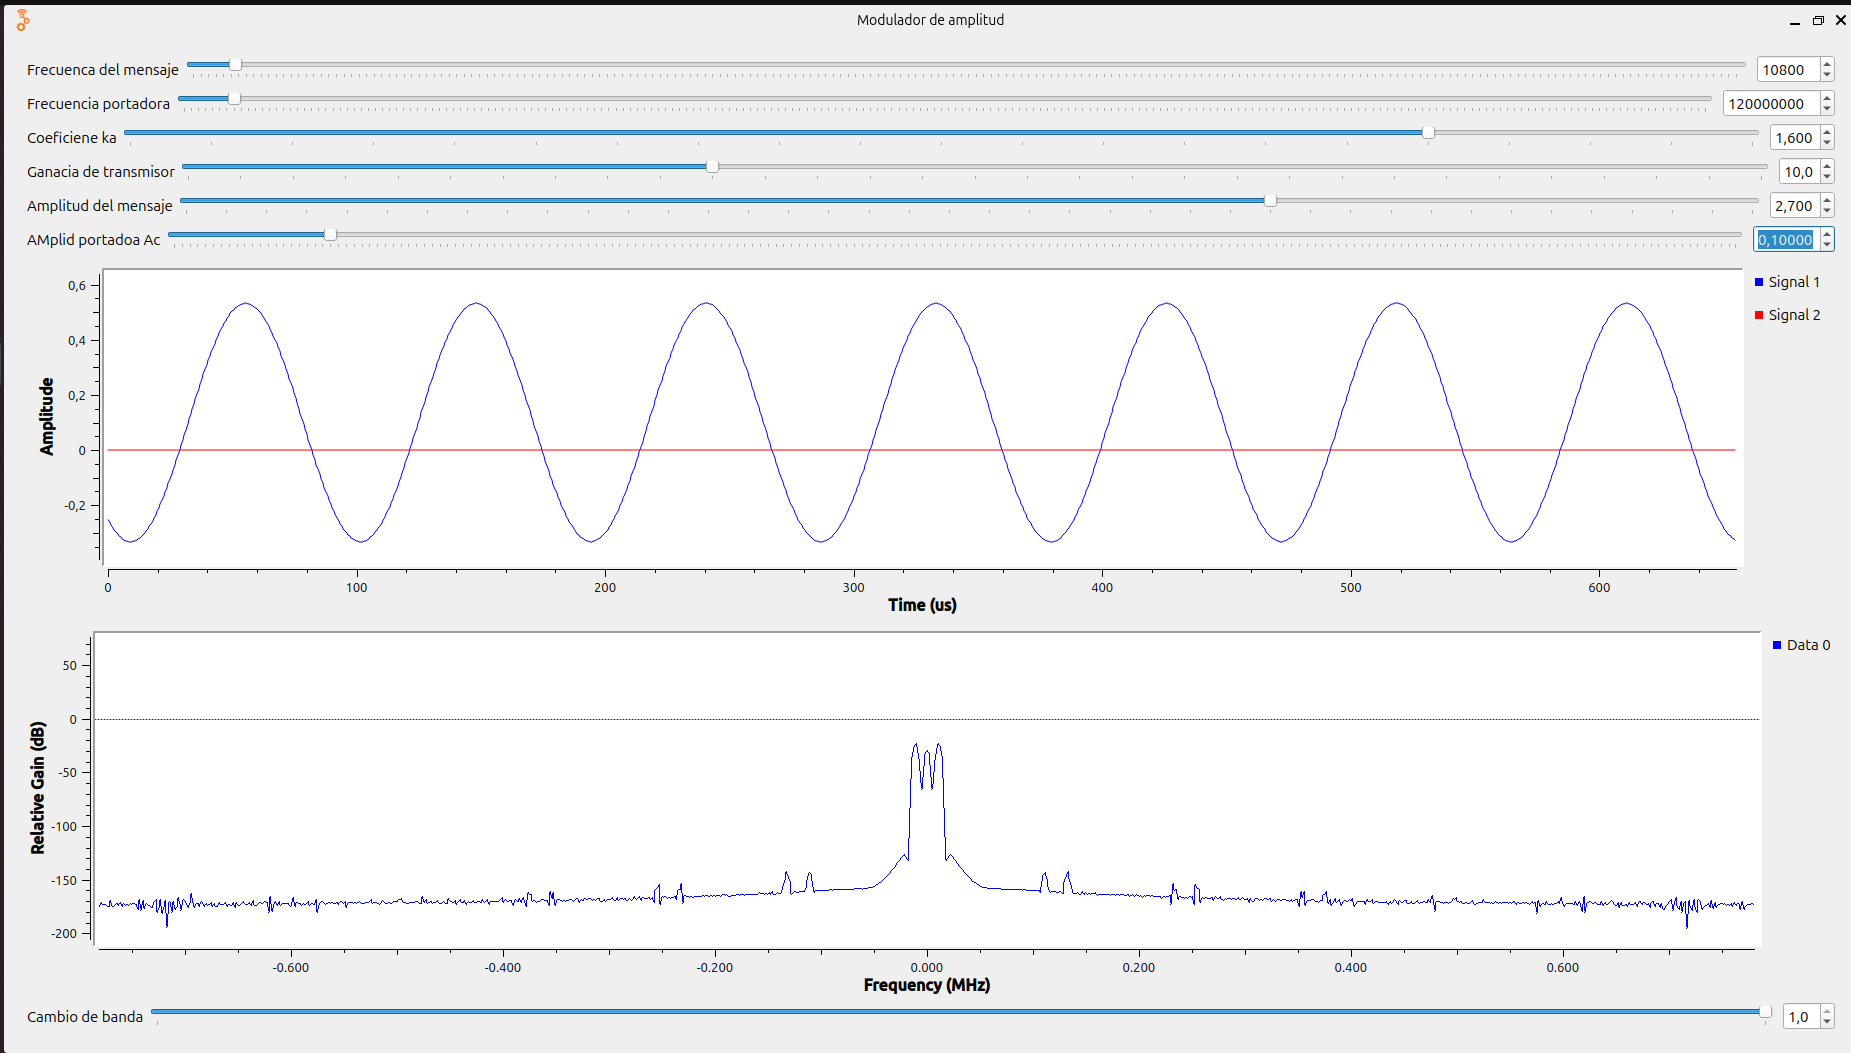 Modulador de amplitud
Frecuenca del mensaje 10800
Frecuencia portadora 120000000
Coeficiene ka 1,600
Ganacia de transmisor 10,0
Amplitud del mensaje 2,700
AMplid portadoa Ac 0,10000
Signal 1
Signal 2
Amplitude
0,6
0,4
0,2
0
-0,2
0 100 200 300 400 500 600
Time (us)
Data 0
Relative Gain (dB)
50
0
-50
-100
-150
-200
-0.600 -0.400 -0.200 0.000 0.200 0.400 0.600
Frequency (MHz)
Cambio de banda 1,0